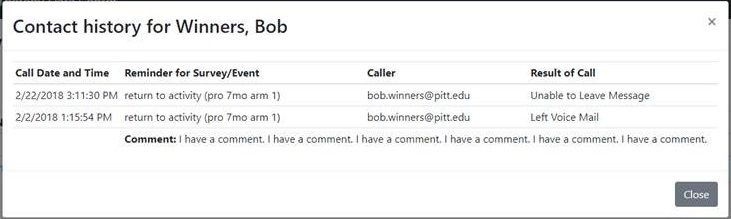 Contact history for Winners, Bob
×
Call Date and Time Reminder for Survey/Event Caller Result of Call
2/22/2018 3:11:30 PM return to activity (pro 7mo arm 1) bob.winners@pitt.edu Unable to Leave Message
2/2/2018 1:15:54 PM return to activity (pro 7mo arm 1) bob.winners@pitt.edu Left Voice Mail
Comment: I have a comment. I have a comment. I have a comment. I have a comment. I have a comment. I have a comment.
Close